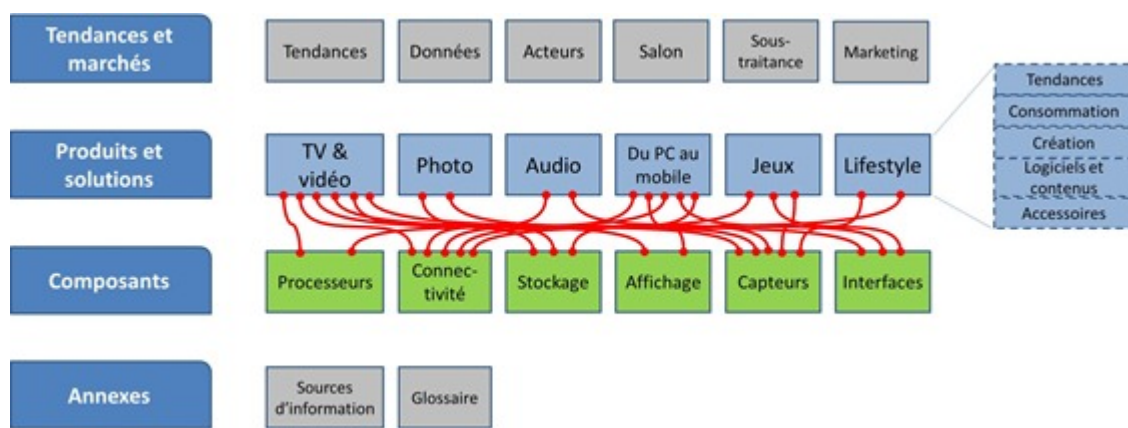 Tendances et
marchés
Tendances
Données
Acteurs
Salon
Sous-
traitance
Marketing
Produits et
solutions
TV &
vidéo
Photo
Audio
Du PC au
mobile
Jeux
Lifestyle
Tendances
Consommation
Création
Logiciels et
contenus
Accessoires
Composants
Processeurs
Connec-
tivité
Stockage
Affichage
Capteurs
Interfaces
Annexes
Sources
d'information
Glossaire